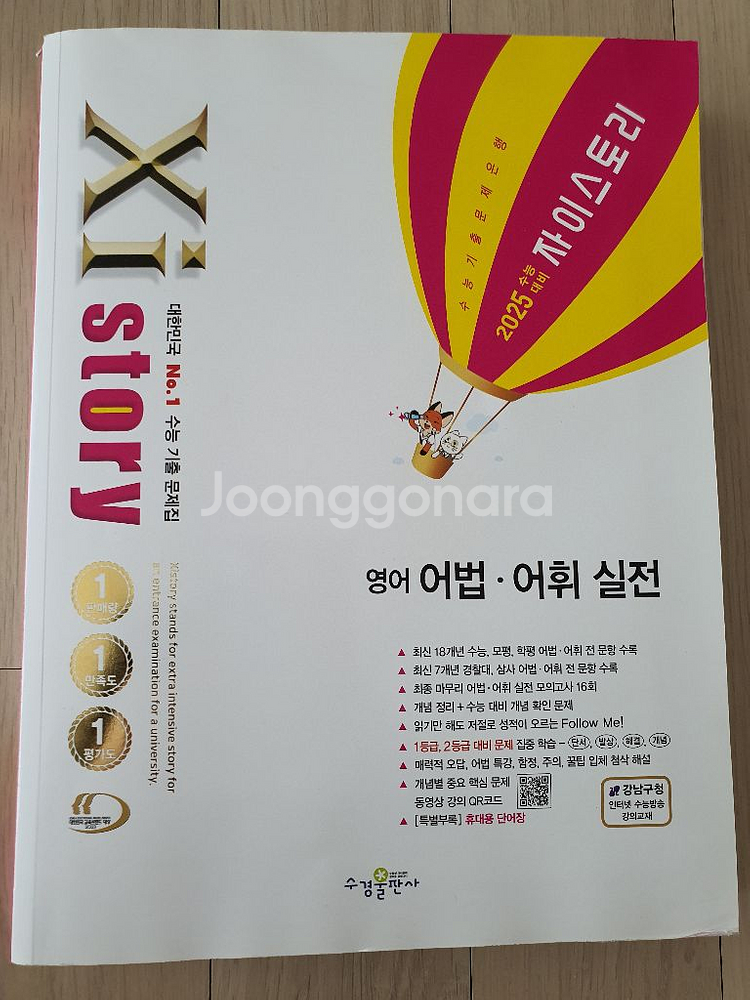 Xi
story
대한민국 No.1 수능 기출 문제집
Xistory stands for extra intensive story for
an entrance examination for a university.
1
판매량
1
만족도
1
평가도
수능기출문제은행
2025 수능 대비
자이스토리
Joonggonara
영어 어법·어휘 실전
▲ 최신 18개년 수능, 모평, 학평 어법·어휘 전 문항 수록
▲ 최신 7개년 경찰대, 삼사 어법·어휘 전 문항 수록
▲ 최종 마무리 어법·어휘 실전 모의고사 16회
▲ 개념 정리 + 수능 대비 개념 확인 문제
▲ 읽기만 해도 저절로 성적이 오르는 Follow Me!
▲ 1등급, 2등급 대비 문제 집중 학습 – 단서, 발상, 해결, 개념
▲ 매력적 오답, 어법 특강, 함정, 주의, 꿀팁 입체 첨삭 해설
▲ 개념별 중요 핵심 문제
동영상 강의 QR코드
▲ [특별부록] 휴대용 단어장
강남구청
인터넷 수능방송
강의교재
수경출판사